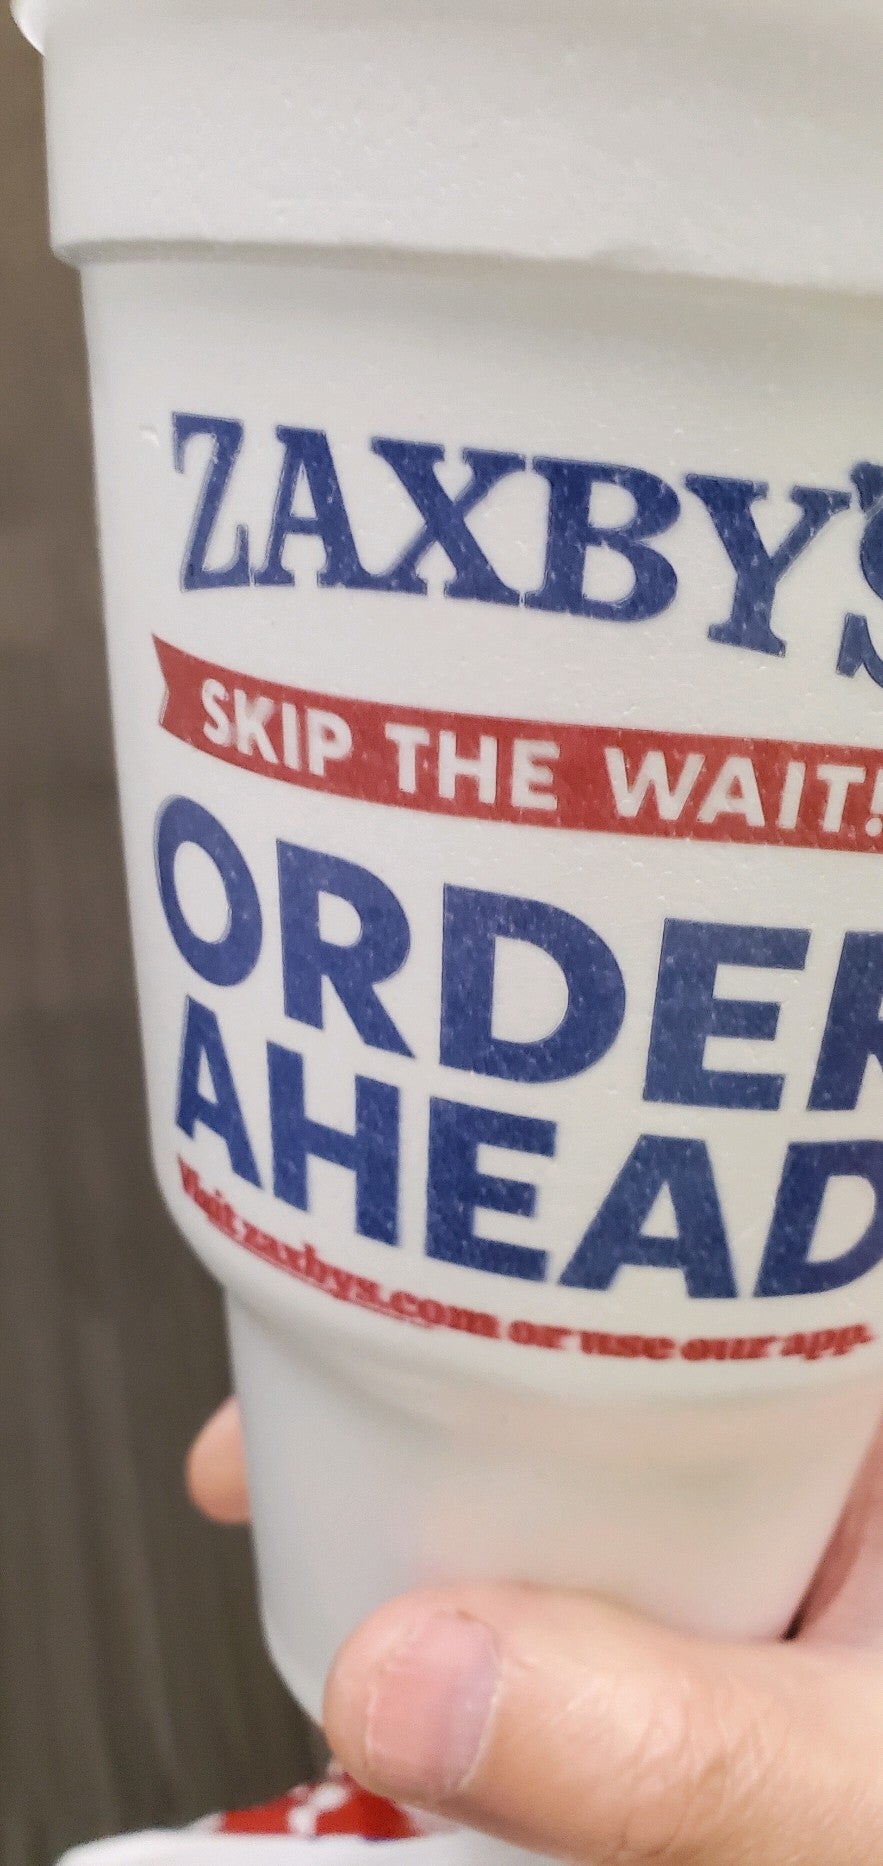 ZAXBY'S
SKIP THE WAIT!
ORDER
AHEAD
Visit zaxbys.com or use our app.